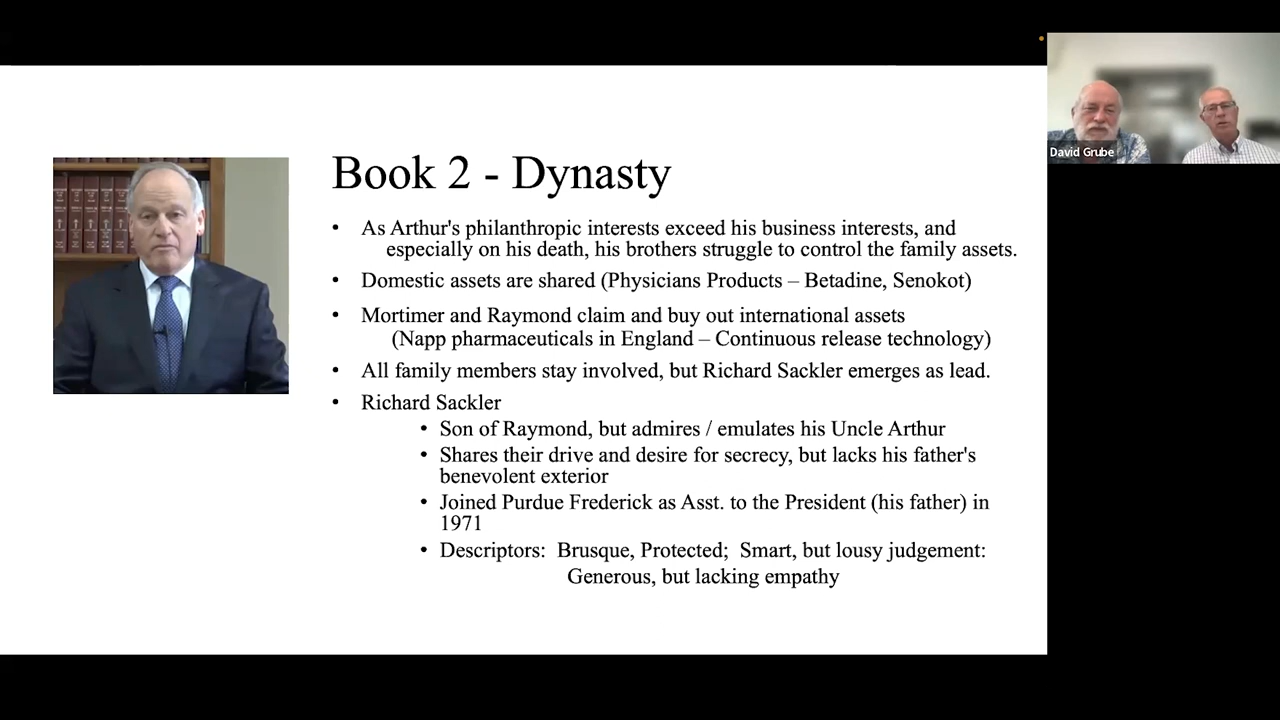 Book 2 - Dynasty
• As Arthur's philanthropic interests exceed his business interests, and
especially on his death, his brothers struggle to control the family assets.
• Domestic assets are shared (Physicians Products – Betadine, Senokot)
• Mortimer and Raymond claim and buy out international assets
(Napp pharmaceuticals in England – Continuous release technology)
• All family members stay involved, but Richard Sackler emerges as lead.
• Richard Sackler
• Son of Raymond, but admires / emulates his Uncle Arthur
• Shares their drive and desire for secrecy, but lacks his father's
benevolent exterior
• Joined Purdue Frederick as Asst. to the President (his father) in
1971
• Descriptors: Brusque, Protected; Smart, but lousy judgement:
Generous, but lacking empathy
David Grube